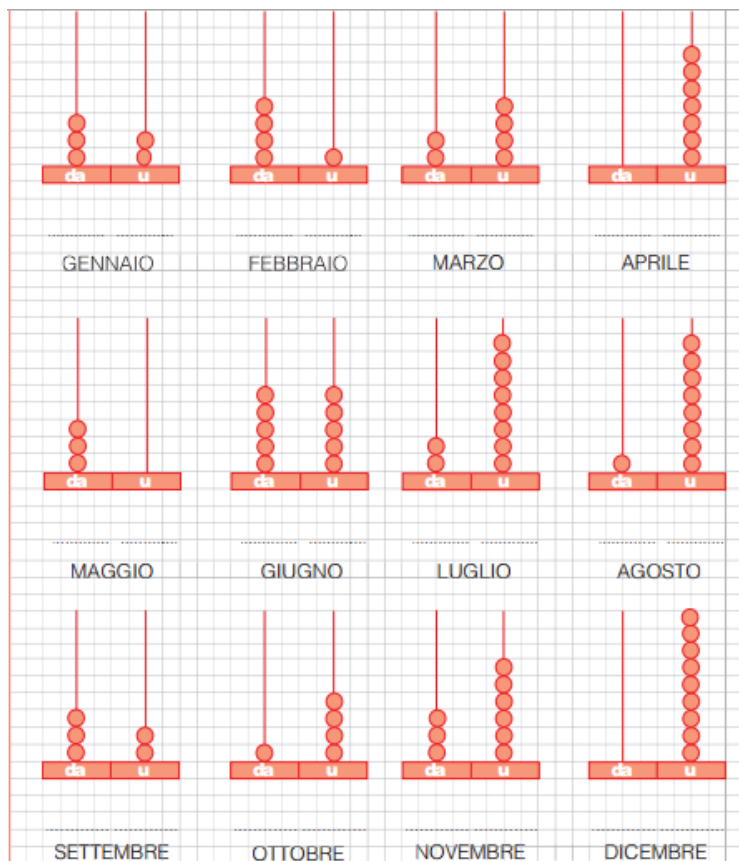 da u da u da u da u
GENNAIO FEBBRAIO MARZO APRILE
da u da u da u da u
MAGGIO GIUGNO LUGLIO AGOSTO
da u da u da u da u
SETTEMBRE OTTOBRE NOVEMBRE DICEMBRE